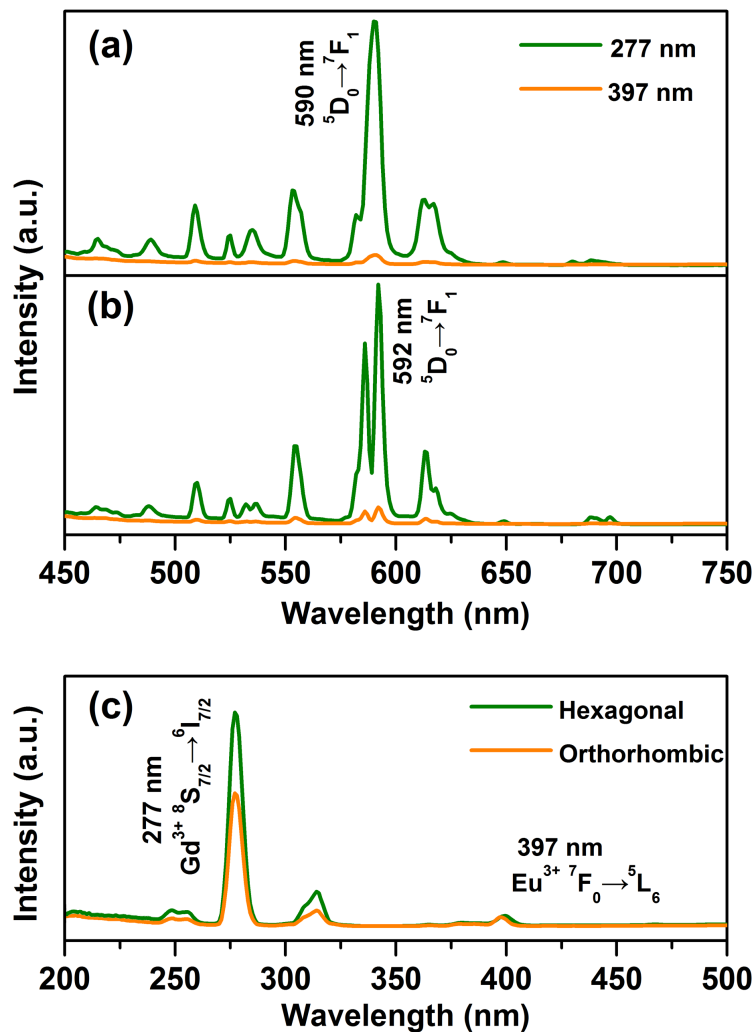 (a)
590 nm
⁵D₀→⁷F₁
277 nm
397 nm
Intensity (a.u.)
(b)
592 nm
⁵D₀→⁷F₁
450 500 550 600 650 700 750
Wavelength (nm)
(c)
277 nm
Gd³⁺ ⁸S₇/₂→⁶I₇/₂
Hexagonal
Orthorhombic
397 nm
Eu³⁺ ⁷F₀→⁵L₆
Intensity (a.u.)
200 250 300 350 400 450 500
Wavelength (nm)